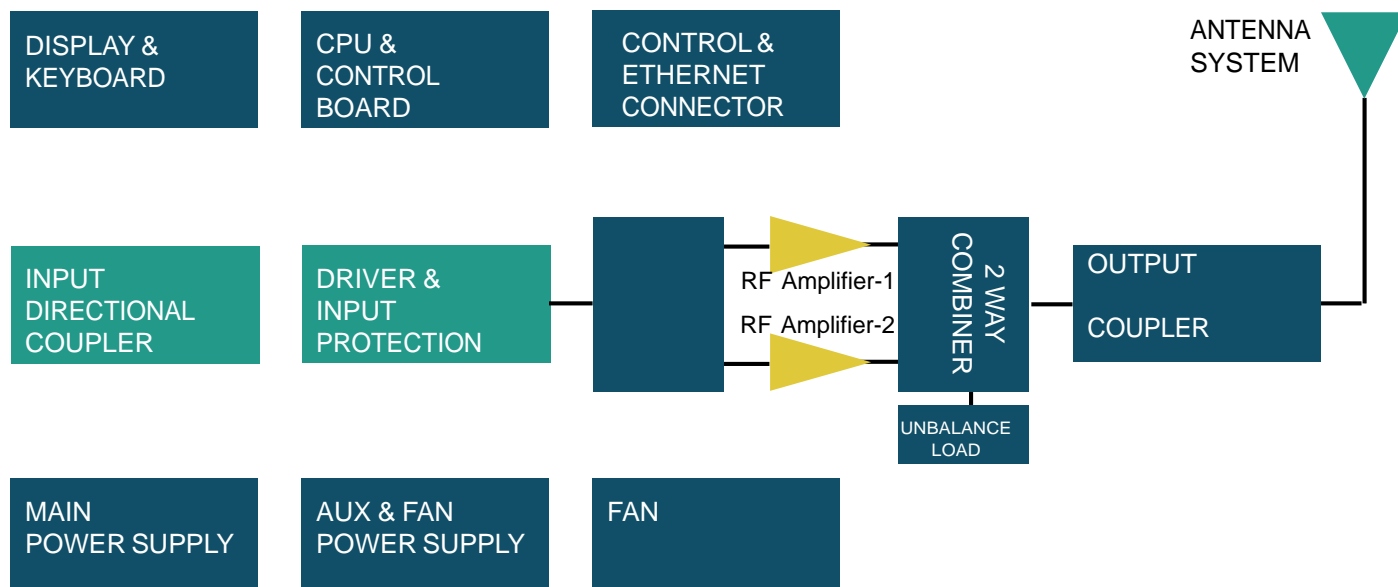 DISPLAY &
KEYBOARD
CPU &
CONTROL
BOARD
CONTROL &
ETHERNET
CONNECTOR
ANTENNA
SYSTEM
INPUT
DIRECTIONAL
COUPLER
DRIVER &
INPUT
PROTECTION
RF Amplifier-1
RF Amplifier-2
2 WAY
COMBINER
UNBALANCE
LOAD
OUTPUT
COUPLER
MAIN
POWER SUPPLY
AUX & FAN
POWER SUPPLY
FAN